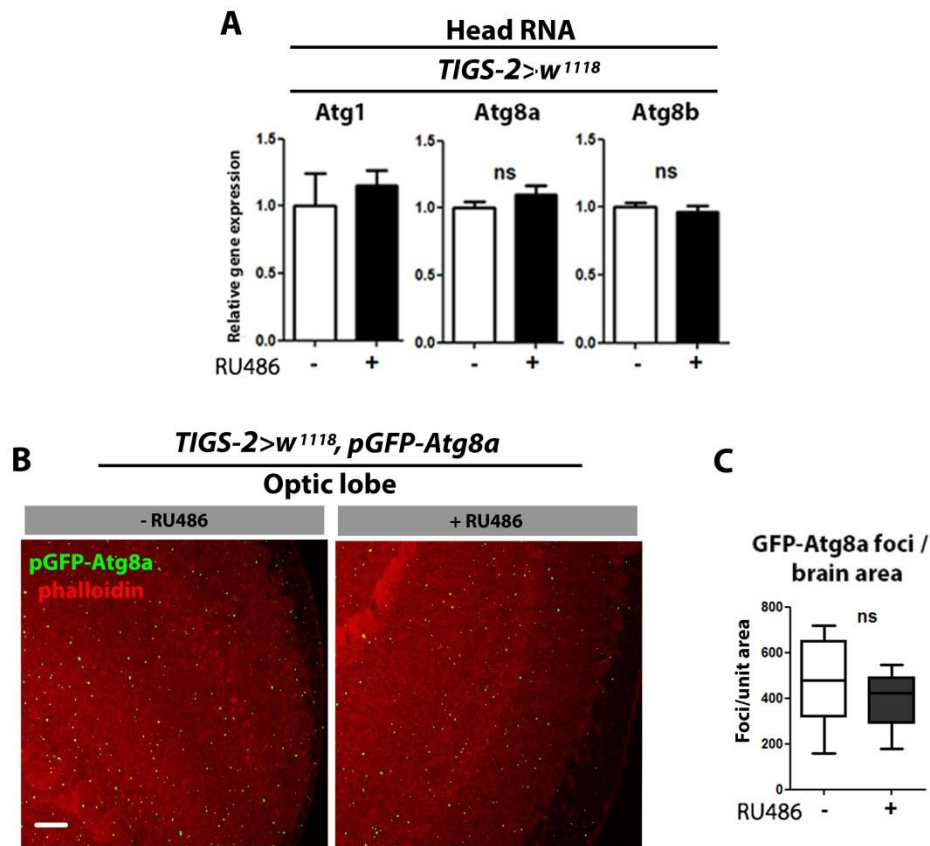 A
Head RNA
TIGS-2>w1118
Atg1
Atg8a
Atg8b
Relative gene expression
1.5
1.0
0.5
0.0
1.5
ns
1.0
0.5
0.0
1.5
ns
1.0
0.5
0.0
RU486 - + - + - +
B
TIGS-2>w1118, pGFP-Atg8a
Optic lobe
- RU486
+ RU486
pGFP-Atg8a
phalloidin
C
GFP-Atg8a foci /
brain area
Foci/unit area
800
600
400
200
0
ns
RU486 - +